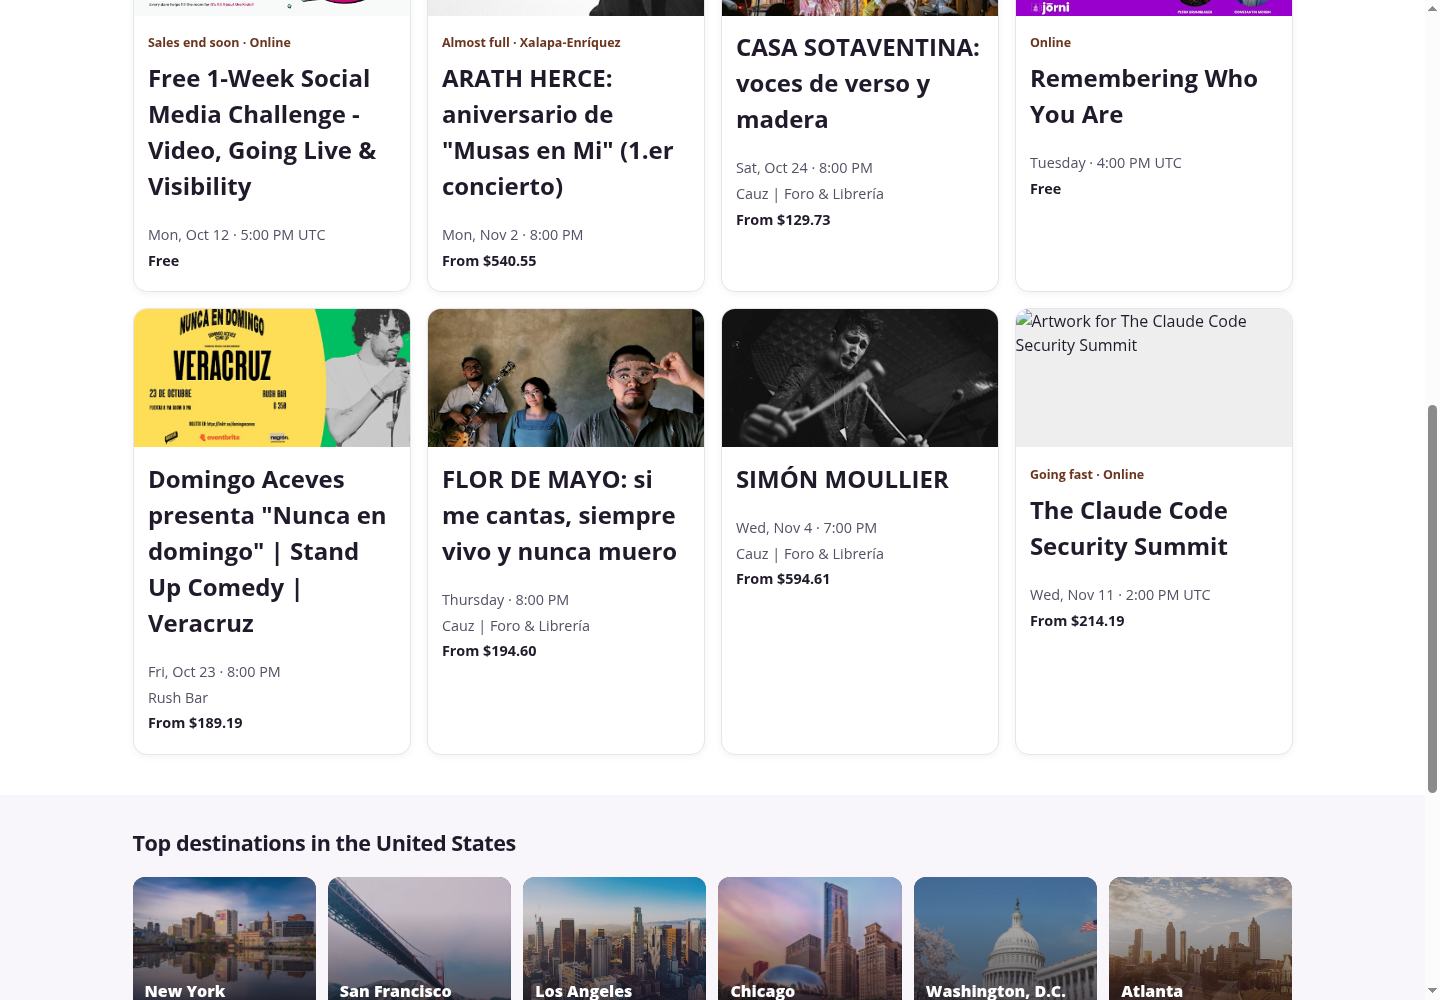 jörni
Sales end soon · Online
Free 1-Week Social
Media Challenge -
Video, Going Live &
Visibility
Mon, Oct 12 · 5:00 PM UTC
Free
Almost full · Xalapa-Enríquez
ARATH HERCE:
aniversario de
"Musas en Mi" (1.er
concierto)
Mon, Nov 2 · 8:00 PM
From $540.55
CASA SOTAVENTINA:
voces de verso y
madera
Sat, Oct 24 · 8:00 PM
Cauz | Foro & Librería
From $129.73
Online
Remembering Who
You Are
Tuesday · 4:00 PM UTC
Free
NUNCA EN DOMINGO
VERACRUZ
23 DE OCTUBRE
RUSH BAR
$ 350
eventbrite
Domingo Aceves
presenta "Nunca en
domingo" | Stand
Up Comedy |
Veracruz
Fri, Oct 23 · 8:00 PM
Rush Bar
From $189.19
FLOR DE MAYO: si
me cantas, siempre
vivo y nunca muero
Thursday · 8:00 PM
Cauz | Foro & Librería
From $194.60
SIMÓN MOULLIER
Wed, Nov 4 · 7:00 PM
Cauz | Foro & Librería
From $594.61
Artwork for The Claude Code
Security Summit
Going fast · Online
The Claude Code
Security Summit
Wed, Nov 11 · 2:00 PM UTC
From $214.19
Top destinations in the United States
New York
San Francisco
Los Angeles
Chicago
Washington, D.C.
Atlanta